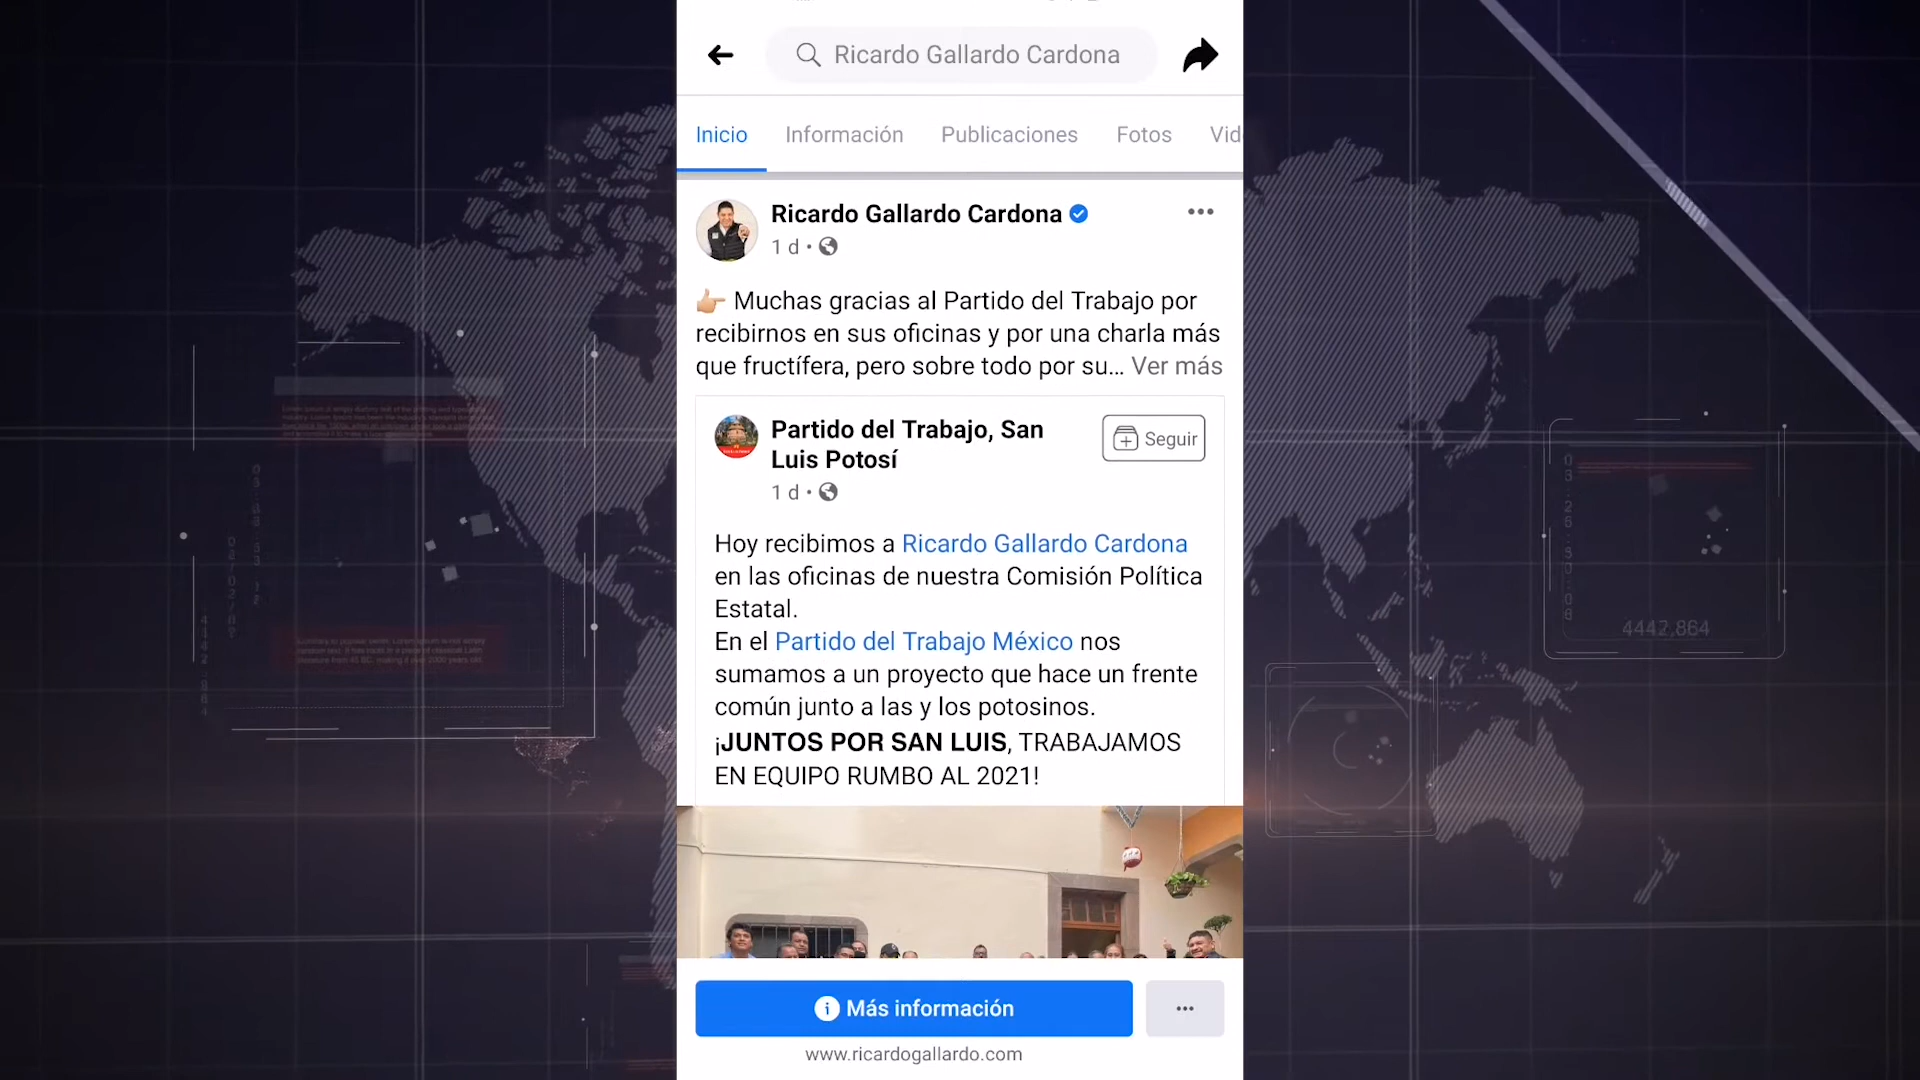 Ricardo Gallardo Cardona
Inicio Información Publicaciones Fotos Vid
Ricardo Gallardo Cardona
1 d
Muchas gracias al Partido del Trabajo por
recibirnos en sus oficinas y por una charla más
que fructífera, pero sobre todo por su... Ver más
Partido del Trabajo, San
Luis Potosí
Seguir
1 d
Hoy recibimos a Ricardo Gallardo Cardona
en las oficinas de nuestra Comisión Política
Estatal.
En el Partido del Trabajo México nos
sumamos a un proyecto que hace un frente
común junto a las y los potosinos.
¡JUNTOS POR SAN LUIS, TRABAJAMOS
EN EQUIPO RUMBO AL 2021!
Más información
www.ricardogallardo.com
4442,864